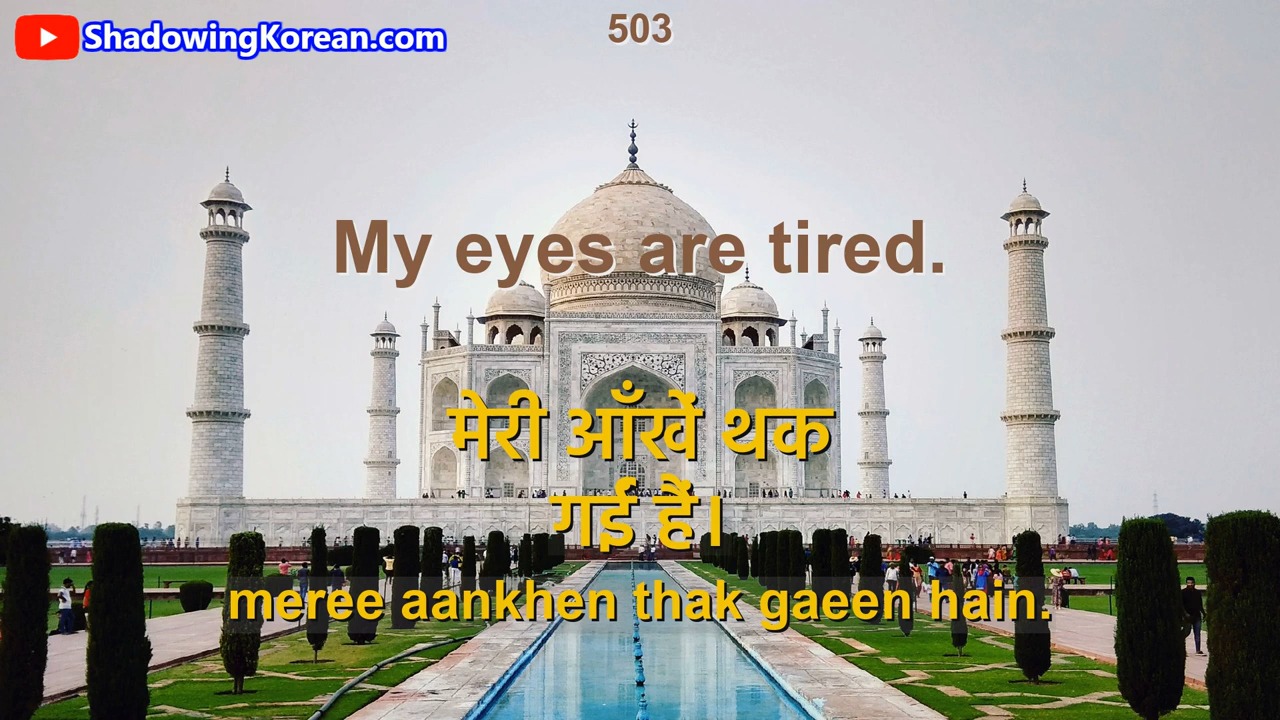 ShadowingKorean.com
503
My eyes are tired.
मेरी आँखें थक
गई हैं।
meree aankhen thak gaeen hain.